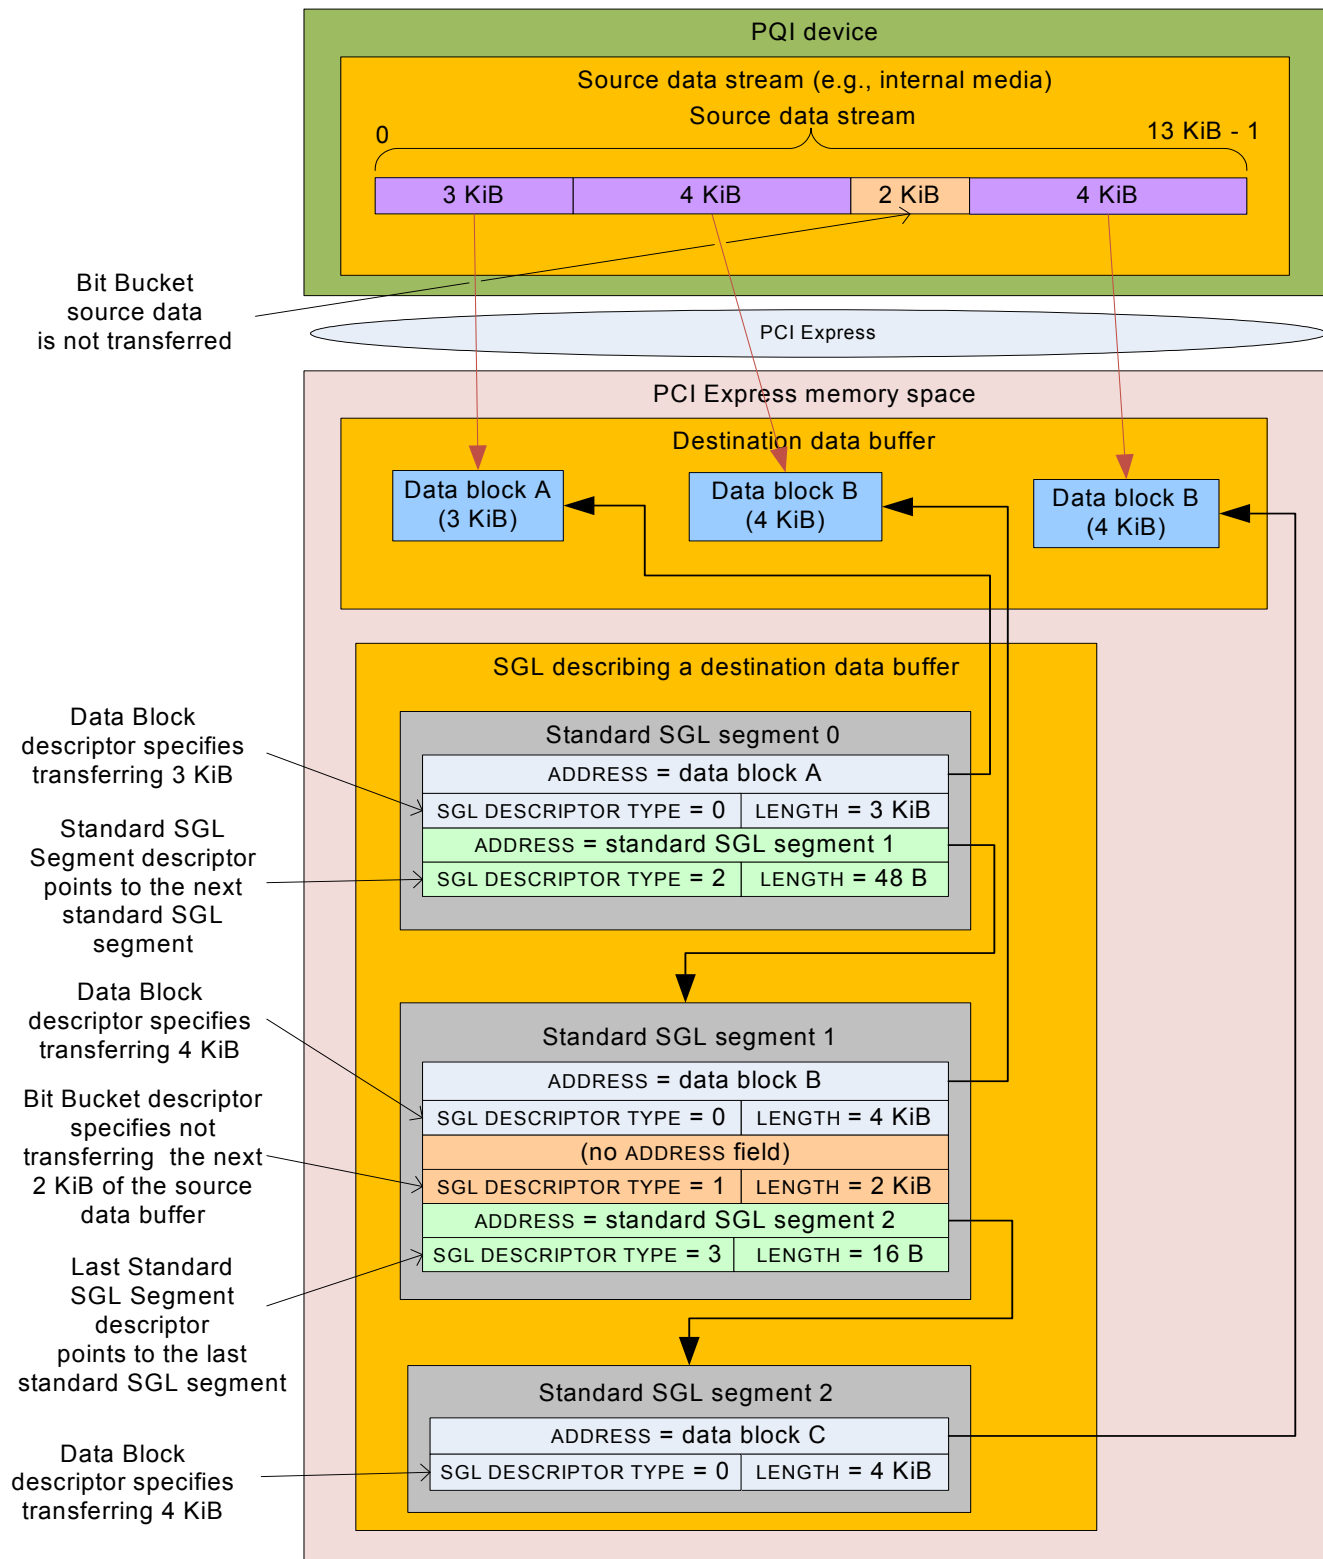 PQI device
Source data stream (e.g., internal media)
Source data stream
0
13 KiB - 1
3 KiB
4 KiB
2 KiB
4 KiB
Bit Bucket
source data
is not transferred
PCI Express
PCI Express memory space
Destination data buffer
Data block A
(3 KiB)
Data block B
(4 KiB)
Data block B
(4 KiB)
SGL describing a destination data buffer
Data Block
descriptor specifies
transferring 3 KiB
Standard SGL segment 0
ADDRESS = data block A
SGL DESCRIPTOR TYPE = 0
LENGTH = 3 KiB
ADDRESS = standard SGL segment 1
SGL DESCRIPTOR TYPE = 2
LENGTH = 48 B
Standard SGL
Segment descriptor
points to the next
standard SGL
segment
Data Block
descriptor specifies
transferring 4 KiB
Standard SGL segment 1
ADDRESS = data block B
SGL DESCRIPTOR TYPE = 0
LENGTH = 4 KiB
(no ADDRESS field)
SGL DESCRIPTOR TYPE = 1
LENGTH = 2 KiB
ADDRESS = standard SGL segment 2
SGL DESCRIPTOR TYPE = 3
LENGTH = 16 B
Bit Bucket descriptor
specifies not
transferring the next
2 KiB of the source
data buffer
Last Standard
SGL Segment
descriptor
points to the last
standard SGL segment
Standard SGL segment 2
ADDRESS = data block C
SGL DESCRIPTOR TYPE = 0
LENGTH = 4 KiB
Data Block
descriptor specifies
transferring 4 KiB